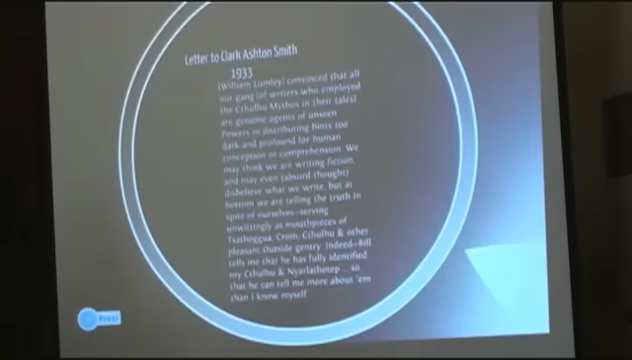 Letter to Clark Ashton Smith
1933
[William Lumley] convinced that all
our gang [of writers who employed
the Cthulhu Mythos in their tales]
are genuine agents of unseen
Powers in distributing hints too
dark and profound for human
conception or comprehension. We
may think we are writing fiction,
and may even (absurd thought)
disbelieve what we write, but at
bottom we are telling the truth in
spite of ourselves—serving
unwittingly as mouthpieces of
Tsathoggua, Crom, Cthulhu & other
pleasant Outside gentry. Indeed—Bill
tells me that he has fully identified
my Cthulhu & Nyarlathotep ... so
that he can tell me more about 'em
than I know myself
Prezi